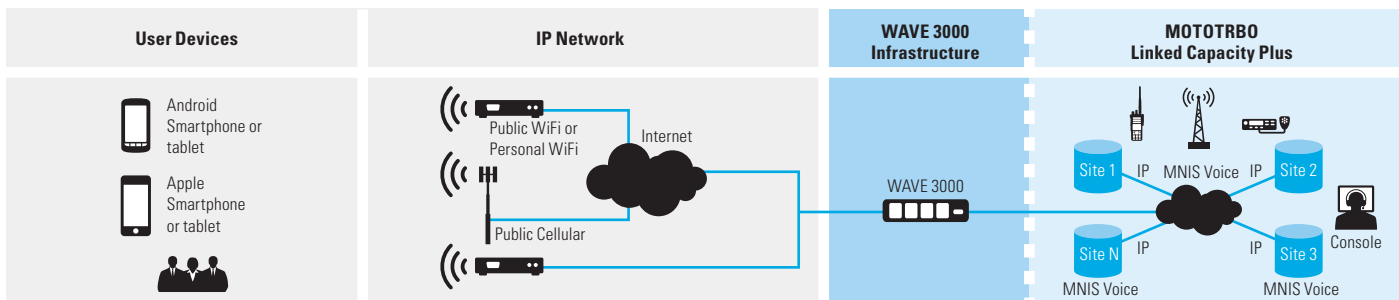 User Devices
IP Network
WAVE 3000
Infrastructure
MOTOTRBO
Linked Capacity Plus
Android
Smartphone or
tablet
Apple
Smartphone
or tablet
Public WiFi or
Personal WiFi
Internet
Public Cellular
WAVE 3000
Site 1
IP
MNIS Voice
IP
Site 2
Console
Site N
IP
IP
Site 3
MNIS Voice
MNIS Voice